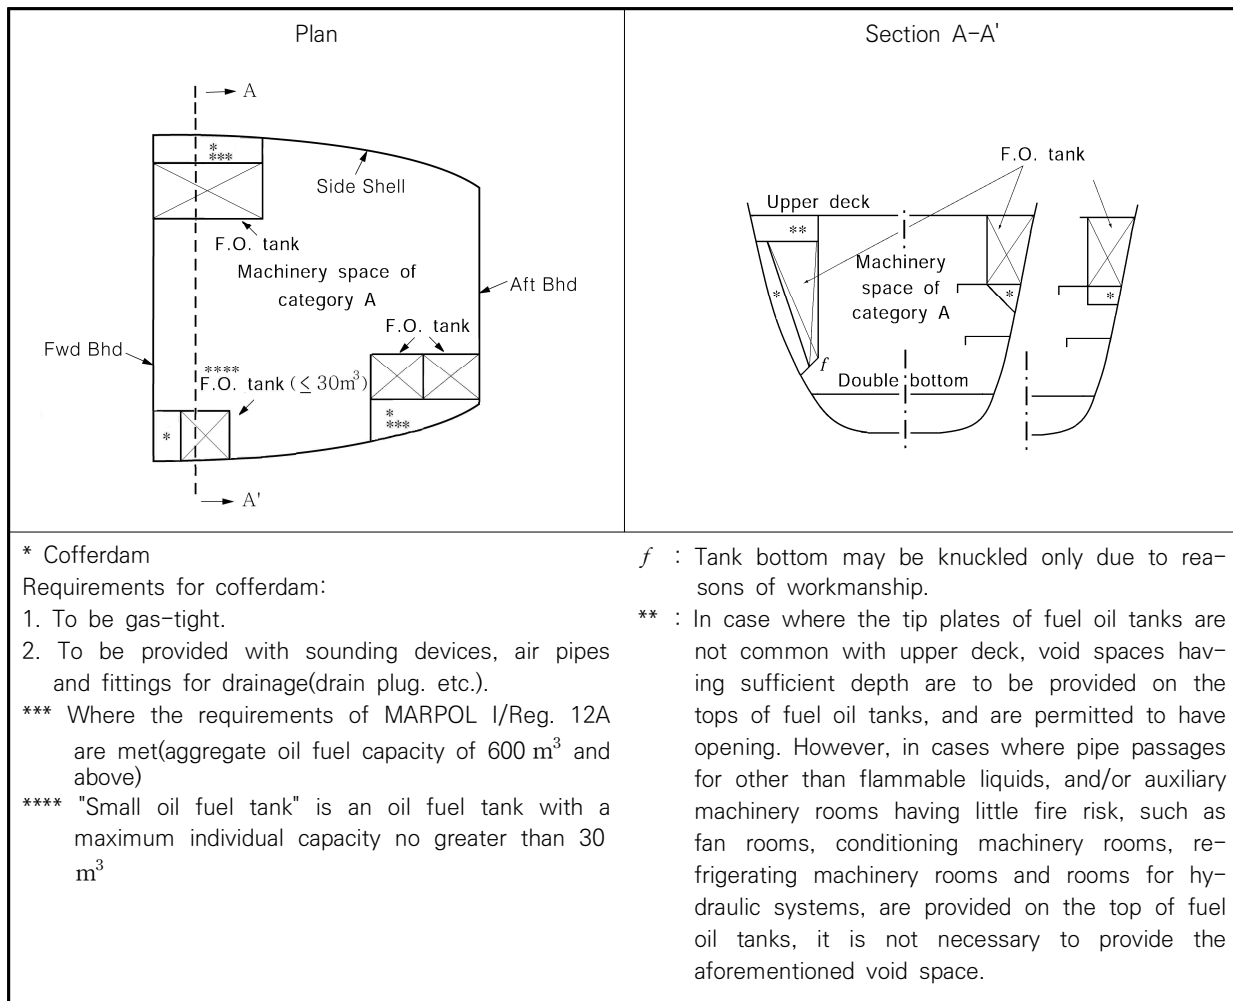 Plan
A
*
***
Side Shell
F.O. tank
Machinery space of
category A
Aft Bhd
F.O. tank
Fwd Bhd
****
F.O. tank (≤ 30m³)
*
***
*
A'
Section A-A'
F.O. tank
Upper deck
**
Machinery
space of
category A
*
*
*
f
Double bottom
* Cofferdam
Requirements for cofferdam:
1. To be gas-tight.
2. To be provided with sounding devices, air pipes
and fittings for drainage(drain plug. etc.).
*** Where the requirements of MARPOL I/Reg. 12A
are met(aggregate oil fuel capacity of 600 m³ and
above)
**** "Small oil fuel tank" is an oil fuel tank with a
maximum individual capacity no greater than 30
m³
f : Tank bottom may be knuckled only due to rea-
sons of workmanship.
** : In case where the tip plates of fuel oil tanks are
not common with upper deck, void spaces hav-
ing sufficient depth are to be provided on the
tops of fuel oil tanks, and are permitted to have
opening. However, in cases where pipe passages
for other than flammable liquids, and/or auxiliary
machinery rooms having little fire risk, such as
fan rooms, conditioning machinery rooms, re-
frigerating machinery rooms and rooms for hy-
draulic systems, are provided on the top of fuel
oil tanks, it is not necessary to provide the
aforementioned void space.